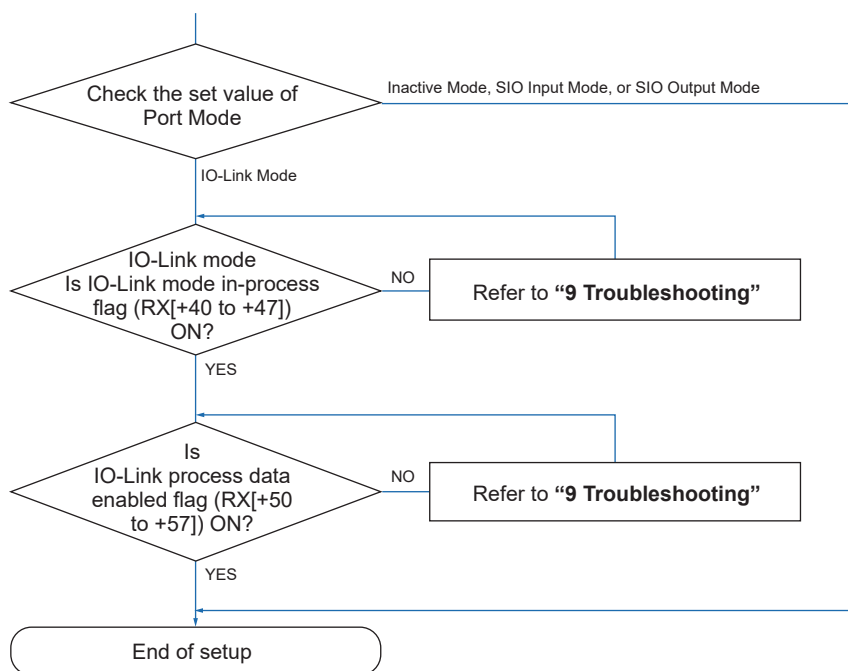 Check the set value of
Port Mode
Inactive Mode, SIO Input Mode, or SIO Output Mode
IO-Link Mode
IO-Link mode
Is IO-Link mode in-process
flag (RX[+40 to +47])
ON?
NO
Refer to “9 Troubleshooting”
YES
Is
IO-Link process data
enabled flag (RX[+50
to +57]) ON?
NO
Refer to “9 Troubleshooting”
YES
End of setup